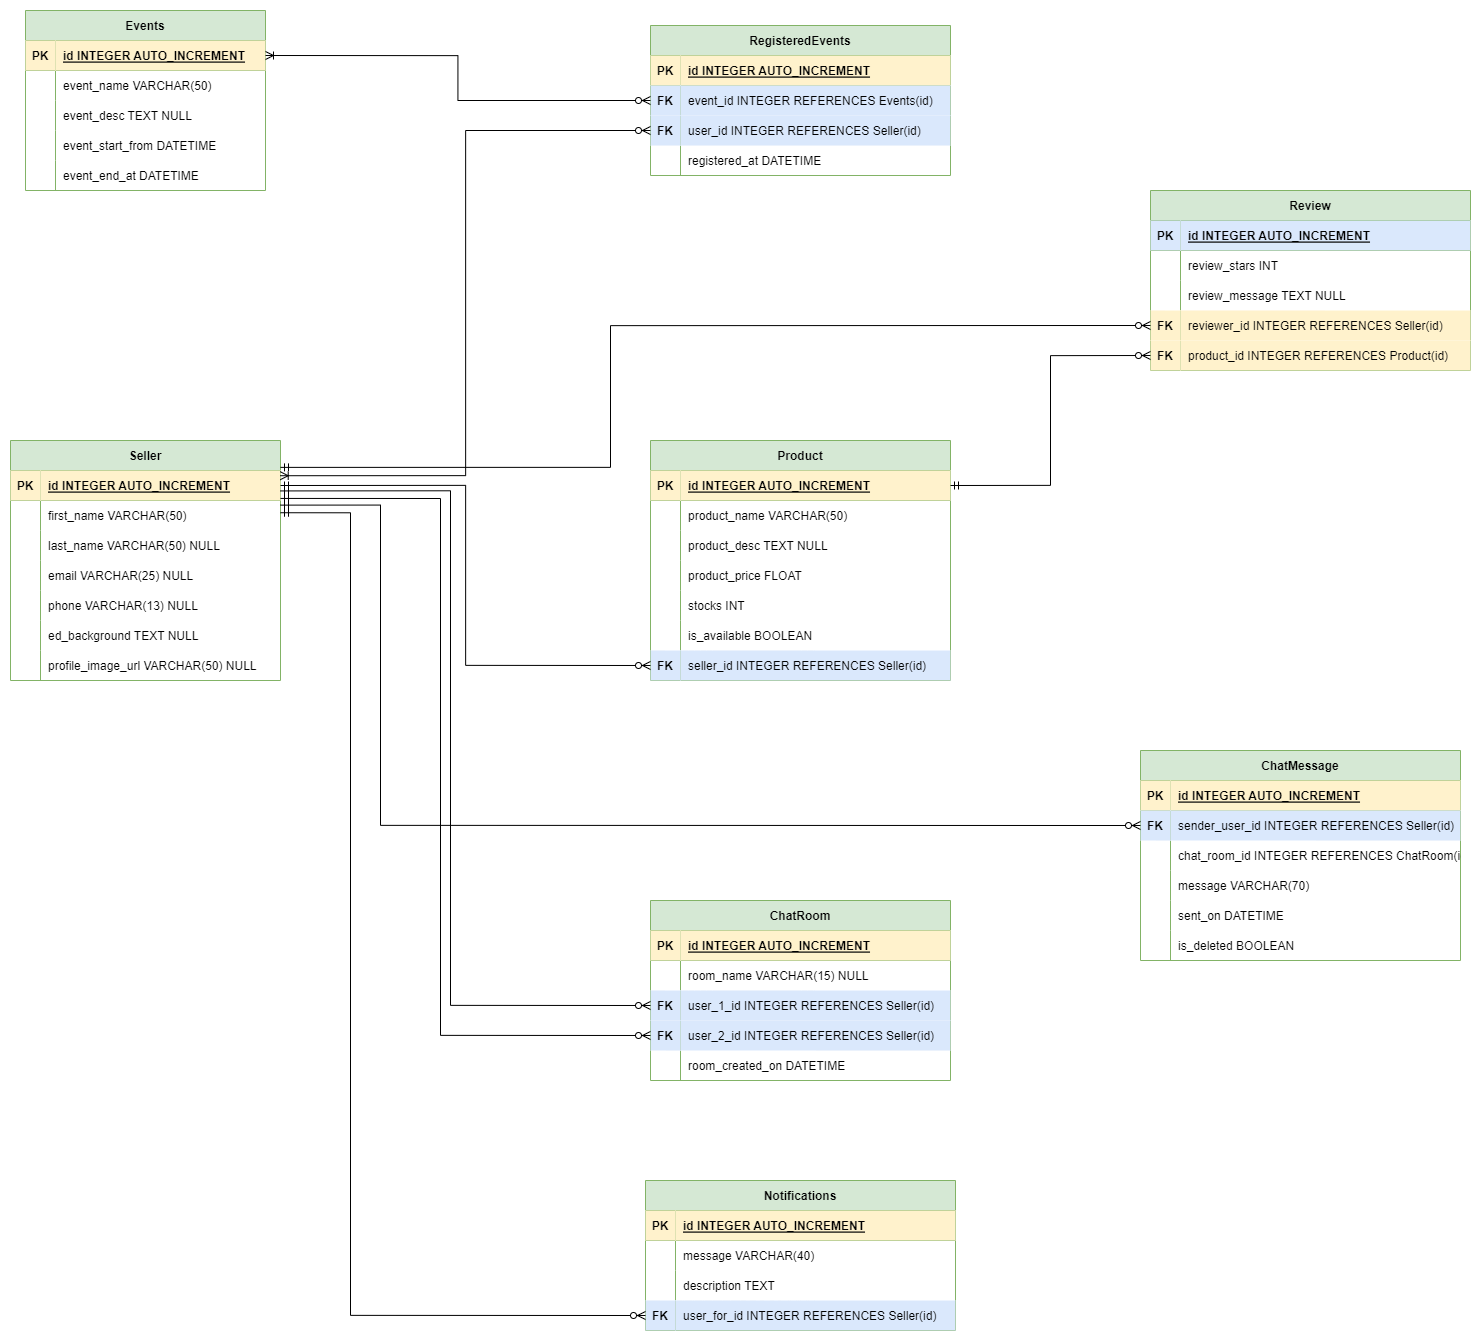 Events
PK id INTEGER AUTO_INCREMENT
event_name VARCHAR(50)
event_desc TEXT NULL
event_start_from DATETIME
event_end_at DATETIME
RegisteredEvents
PK id INTEGER AUTO_INCREMENT
FK event_id INTEGER REFERENCES Events(id)
FK user_id INTEGER REFERENCES Seller(id)
registered_at DATETIME
Review
PK id INTEGER AUTO_INCREMENT
review_stars INT
review_message TEXT NULL
FK reviewer_id INTEGER REFERENCES Seller(id)
FK product_id INTEGER REFERENCES Product(id)
Seller
PK id INTEGER AUTO_INCREMENT
first_name VARCHAR(50)
last_name VARCHAR(50) NULL
email VARCHAR(25) NULL
phone VARCHAR(13) NULL
ed_background TEXT NULL
profile_image_url VARCHAR(50) NULL
Product
PK id INTEGER AUTO_INCREMENT
product_name VARCHAR(50)
product_desc TEXT NULL
product_price FLOAT
stocks INT
is_available BOOLEAN
FK seller_id INTEGER REFERENCES Seller(id)
ChatMessage
PK id INTEGER AUTO_INCREMENT
FK sender_user_id INTEGER REFERENCES Seller(id)
chat_room_id INTEGER REFERENCES ChatRoom(i
message VARCHAR(70)
sent_on DATETIME
is_deleted BOOLEAN
ChatRoom
PK id INTEGER AUTO_INCREMENT
room_name VARCHAR(15) NULL
FK user_1_id INTEGER REFERENCES Seller(id)
FK user_2_id INTEGER REFERENCES Seller(id)
room_created_on DATETIME
Notifications
PK id INTEGER AUTO_INCREMENT
message VARCHAR(40)
description TEXT
FK user_for_id INTEGER REFERENCES Seller(id)